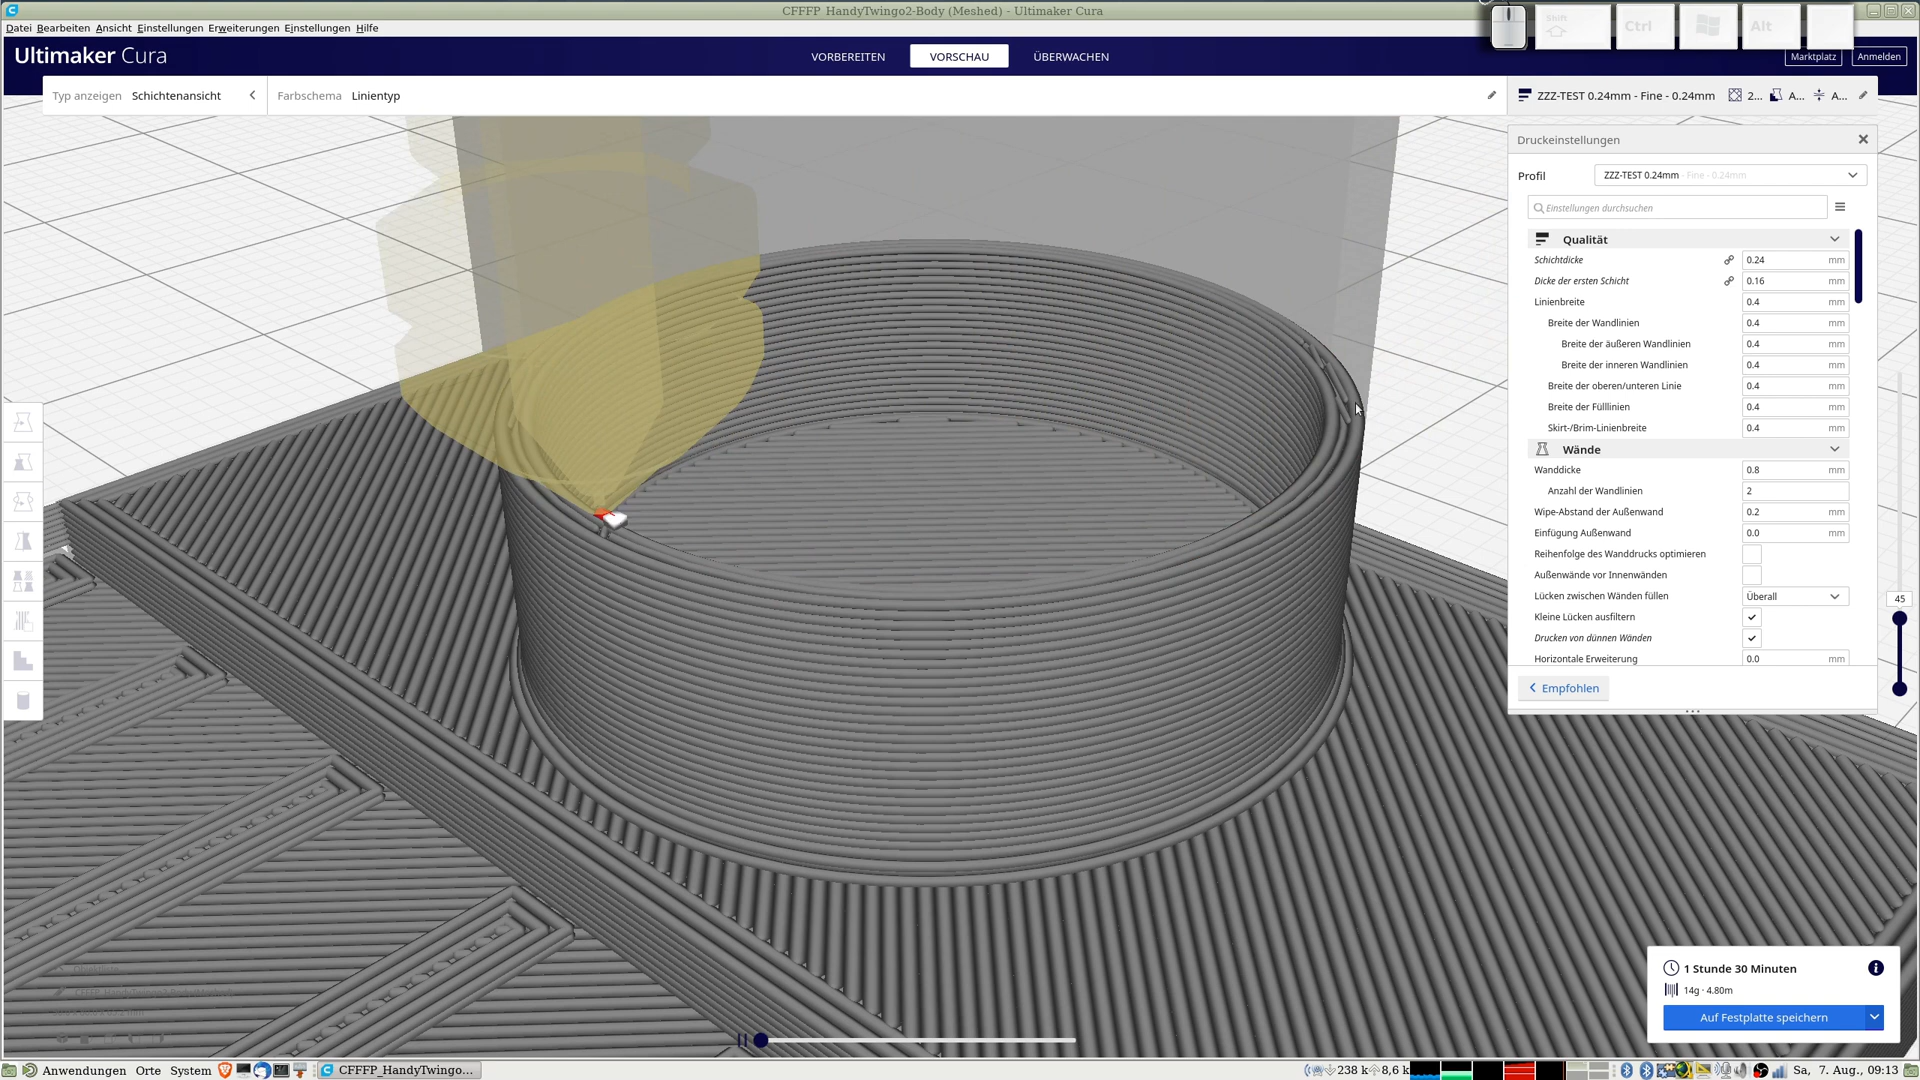 CFFFP_HandyTwingo2-Body (Meshed) - Ultimaker Cura
Datei Bearbeiten Ansicht Einstellungen Erweiterungen Einstellungen Hilfe
Shift
Ctrl
Alt
Ultimaker Cura
VORBEREITEN
VORSCHAU
ÜBERWACHEN
Marktplatz
Anmelden
Typ anzeigen Schichtenansicht
Farbschema Linientyp
ZZZ-TEST 0.24mm - Fine - 0.24mm
2...
A...
A...
Druckeinstellungen
Profil
ZZZ-TEST 0.24mm - Fine - 0.24mm
Einstellungen durchsuchen
Qualität
Schichtdicke 0.24 mm
Dicke der ersten Schicht 0.16 mm
Linienbreite 0.4 mm
Breite der Wandlinien 0.4 mm
Breite der äußeren Wandlinien 0.4 mm
Breite der inneren Wandlinien 0.4 mm
Breite der oberen/unteren Linie 0.4 mm
Breite der Fülllinien 0.4 mm
Skirt-/Brim-Linienbreite 0.4 mm
Wände
Wanddicke 0.8 mm
Anzahl der Wandlinien 2
Wipe-Abstand der Außenwand 0.2 mm
Einfügung Außenwand 0.0 mm
Reihenfolge des Wanddrucks optimieren
Außenwände vor Innenwänden
Lücken zwischen Wänden füllen Überall
Kleine Lücken ausfiltern
Drucken von dünnen Wänden
Horizontale Erweiterung 0.0 mm
Empfohlen
45
1 Stunde 30 Minuten
14g · 4.80m
Auf Festplatte speichern
Anwendungen Orte System
CFFFP_HandyTwingo...
238 k
8,6 k
Sa, 7. Aug., 09:13